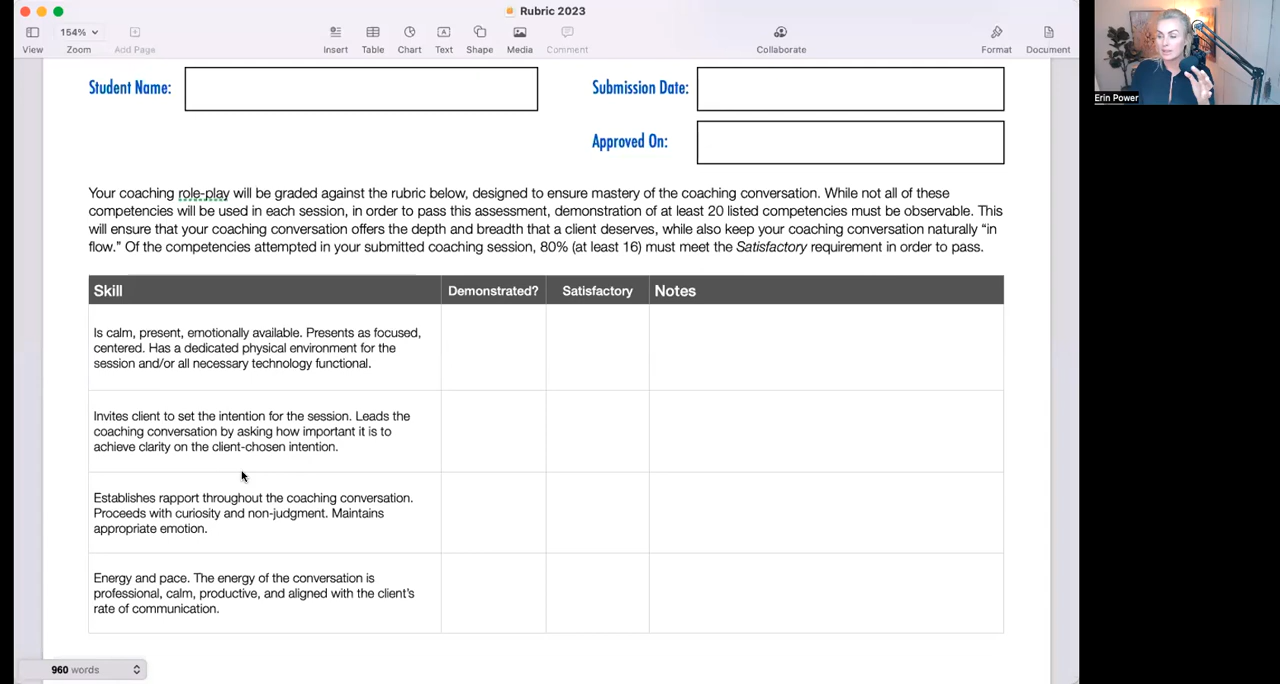 Rubric 2023
154%
View
Zoom
Add Page
Insert
Table
Chart
Text
Shape
Media
Comment
Collaborate
Format
Document
Erin Power
Student Name:
Submission Date:
Approved On:
Your coaching role-play will be graded against the rubric below, designed to ensure mastery of the coaching conversation. While not all of these
competencies will be used in each session, in order to pass this assessment, demonstration of at least 20 listed competencies must be observable. This
will ensure that your coaching conversation offers the depth and breadth that a client deserves, while also keep your coaching conversation naturally “in
flow.” Of the competencies attempted in your submitted coaching session, 80% (at least 16) must meet the Satisfactory requirement in order to pass.
Skill
Demonstrated?
Satisfactory
Notes
Is calm, present, emotionally available. Presents as focused,
centered. Has a dedicated physical environment for the
session and/or all necessary technology functional.
Invites client to set the intention for the session. Leads the
coaching conversation by asking how important it is to
achieve clarity on the client-chosen intention.
Establishes rapport throughout the coaching conversation.
Proceeds with curiosity and non-judgment. Maintains
appropriate emotion.
Energy and pace. The energy of the conversation is
professional, calm, productive, and aligned with the client’s
rate of communication.
960 words